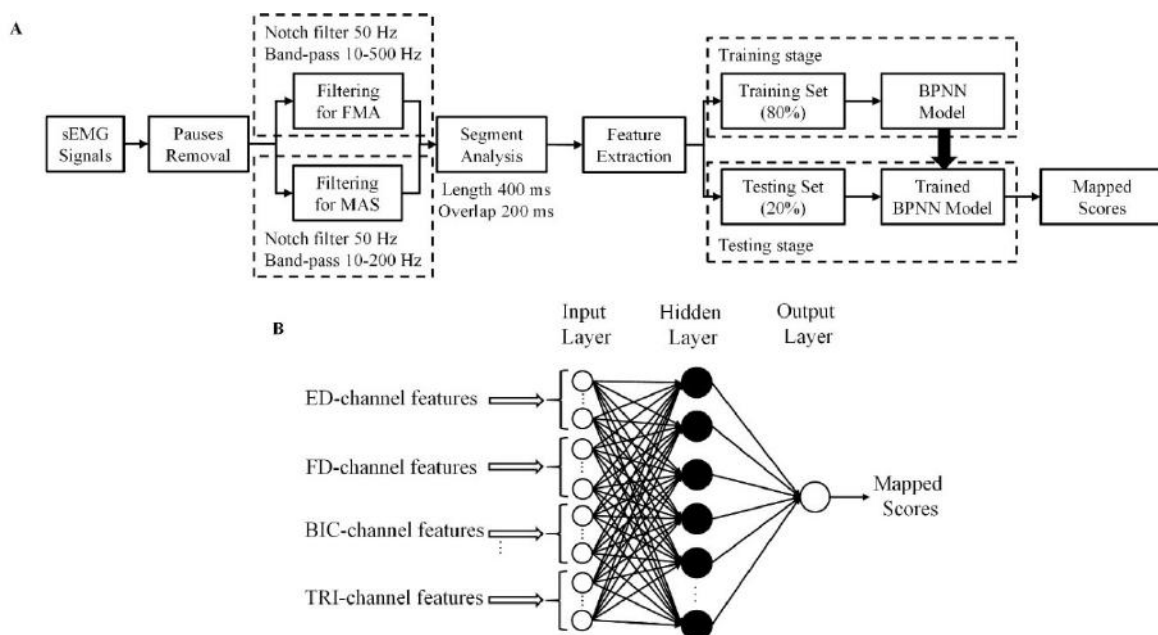 A
Notch filter 50 Hz
Band-pass 10-500 Hz
Filtering
for FMA
sEMG
Signals
Pauses
Removal
Filtering
for MAS
Notch filter 50 Hz
Band-pass 10-200 Hz
Segment
Analysis
Length 400 ms
Overlap 200 ms
Feature
Extraction
Training stage
Training Set
(80%)
BPNN
Model
Testing Set
(20%)
Trained
BPNN Model
Testing stage
Mapped
Scores
B
Input
Layer
Hidden
Layer
Output
Layer
ED-channel features
FD-channel features
BIC-channel features
TRI-channel features
Mapped
Scores